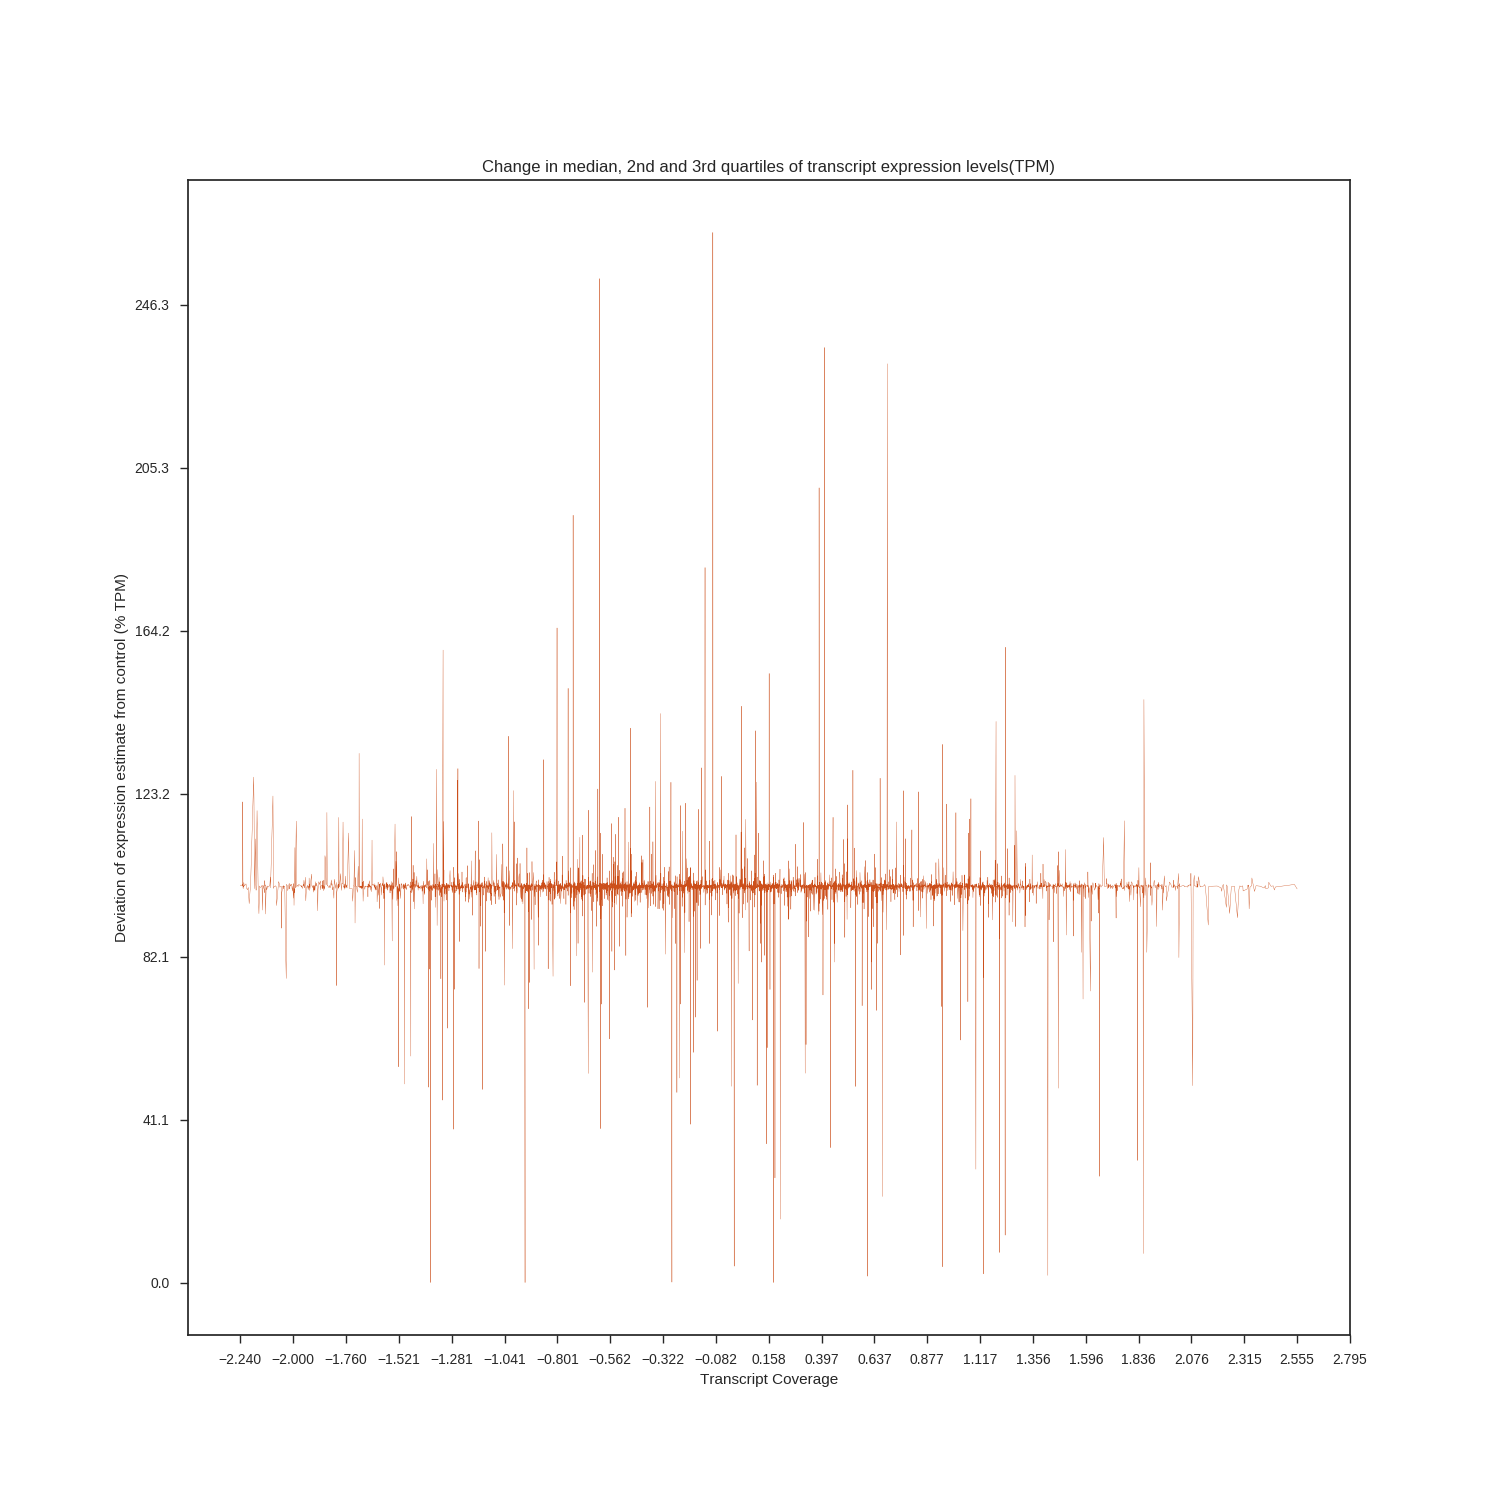 Change in median, 2nd and 3rd quartiles of transcript expression levels(TPM)
Deviation of expression estimate from control (% TPM)
246.3
205.3
164.2
123.2
82.1
41.1
0.0
−2.240 −2.000 −1.760 −1.521 −1.281 −1.041 −0.801 −0.562 −0.322 −0.082 0.158 0.397 0.637 0.877 1.117 1.356 1.596 1.836 2.076 2.315 2.555 2.795
Transcript Coverage